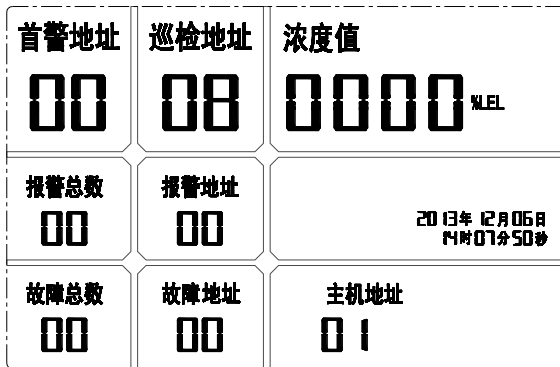 首警地址 巡检地址 浓度值
00 08 0000 %LEL
报警总数 报警地址
00 00
2013年 12月06日
14时07分50秒
故障总数 故障地址 主机地址
00 00 01